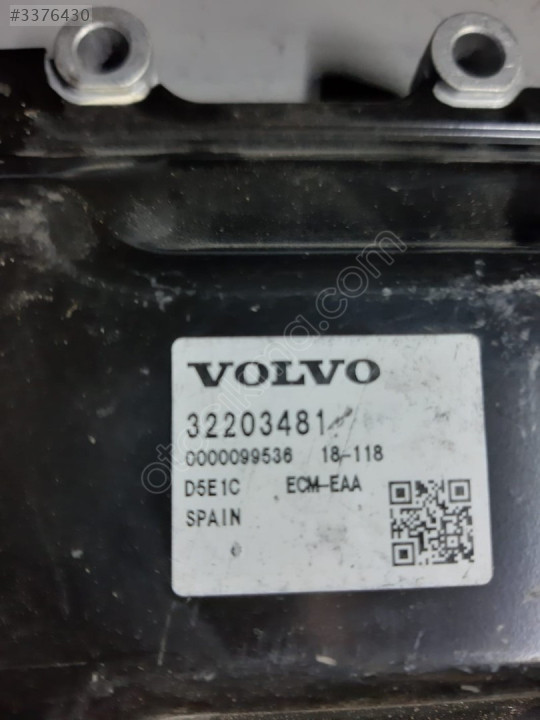 #3376430
VOLVO
32203481
0000099536 18-118
D5E1C ECM-EAA
SPAIN